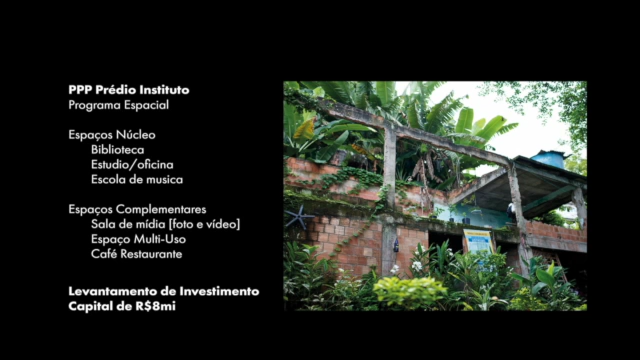 PPP Prédio Instituto
Programa Espacial
Espaços Núcleo
Biblioteca
Estudio/oficina
Escola de musica
Espaços Complementares
Sala de mídia [foto e vídeo]
Espaço Multi-Uso
Café Restaurante
Levantamento de Investimento
Capital de R$8mi